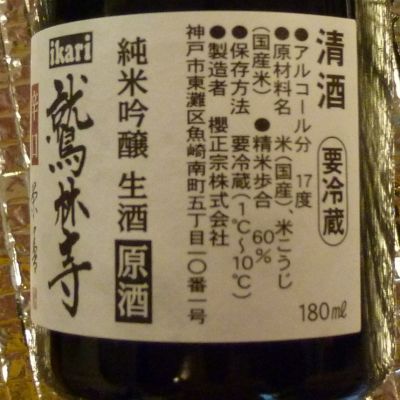 清酒
要冷蔵
●アルコール分 17度
●原材料名 米(国産)、米こうじ
(国産米) ●精米歩合 60%
●保存方法 要冷蔵(1℃〜10℃)
●製造者 櫻正宗株式会社
神戸市東灘区魚崎南町五丁目一〇番一号
180ml
ikari
純米吟醸 生酒 原酒
鷲林寺
辛口